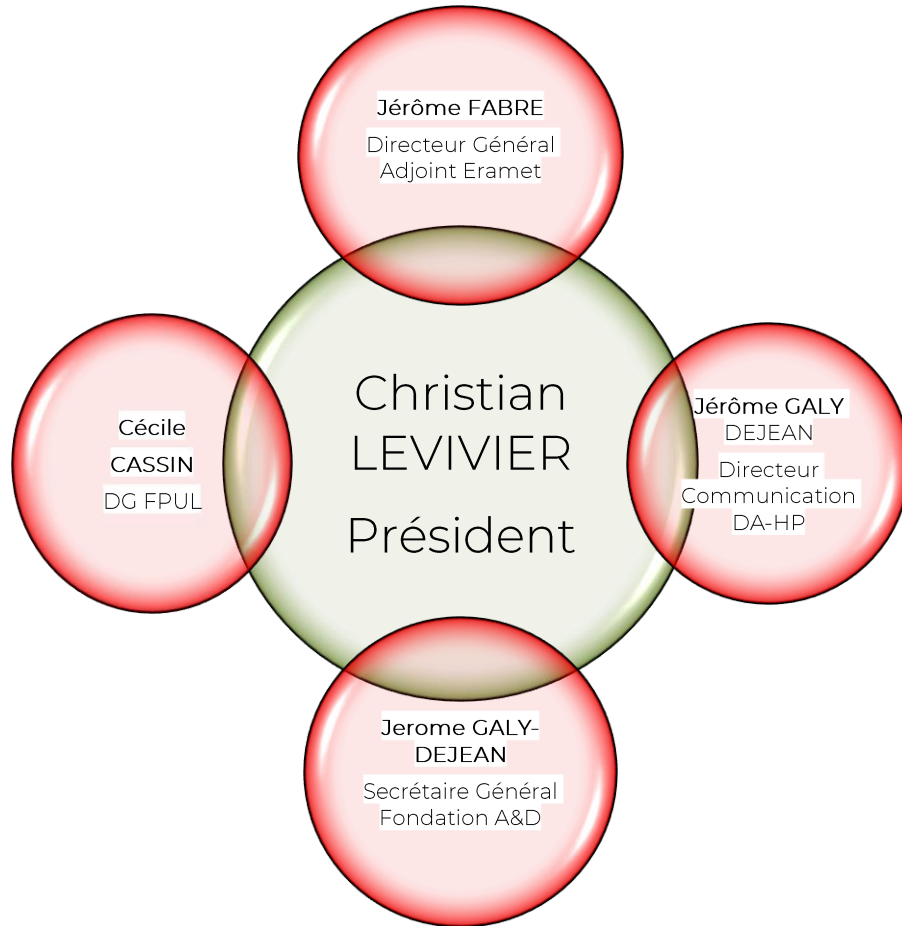 Jérôme FABRE
Directeur Général
Adjoint Eramet
Christian
LEVIVIER
Président
Cécile
CASSIN
DG FPUL
Jérôme GALY
DEJEAN
Directeur
Communication
DA-HP
Jerome GALY-
DEJEAN
Secrétaire Général
Fondation A&D